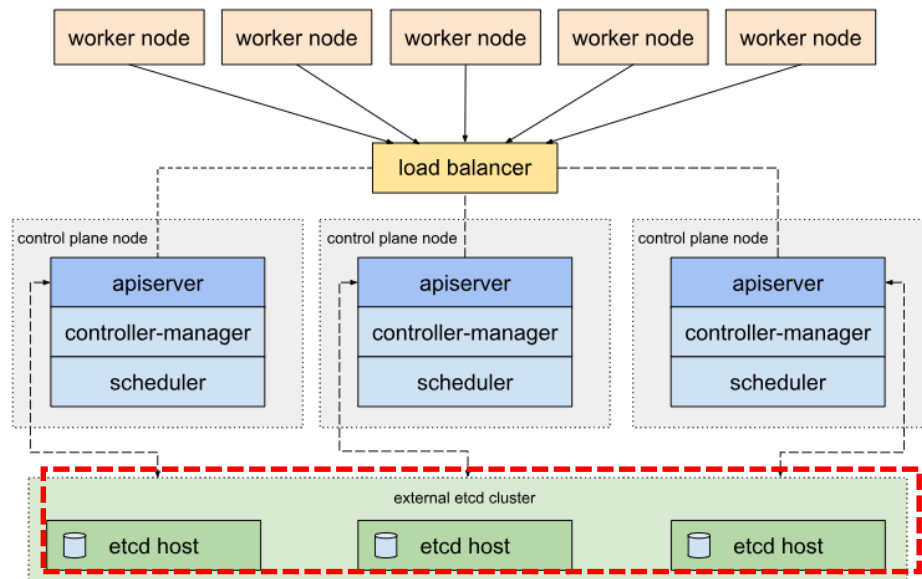 worker node
worker node
worker node
worker node
worker node
load balancer
control plane node
control plane node
control plane node
apiserver
apiserver
apiserver
controller-manager
controller-manager
controller-manager
scheduler
scheduler
scheduler
external etcd cluster
etcd host
etcd host
etcd host